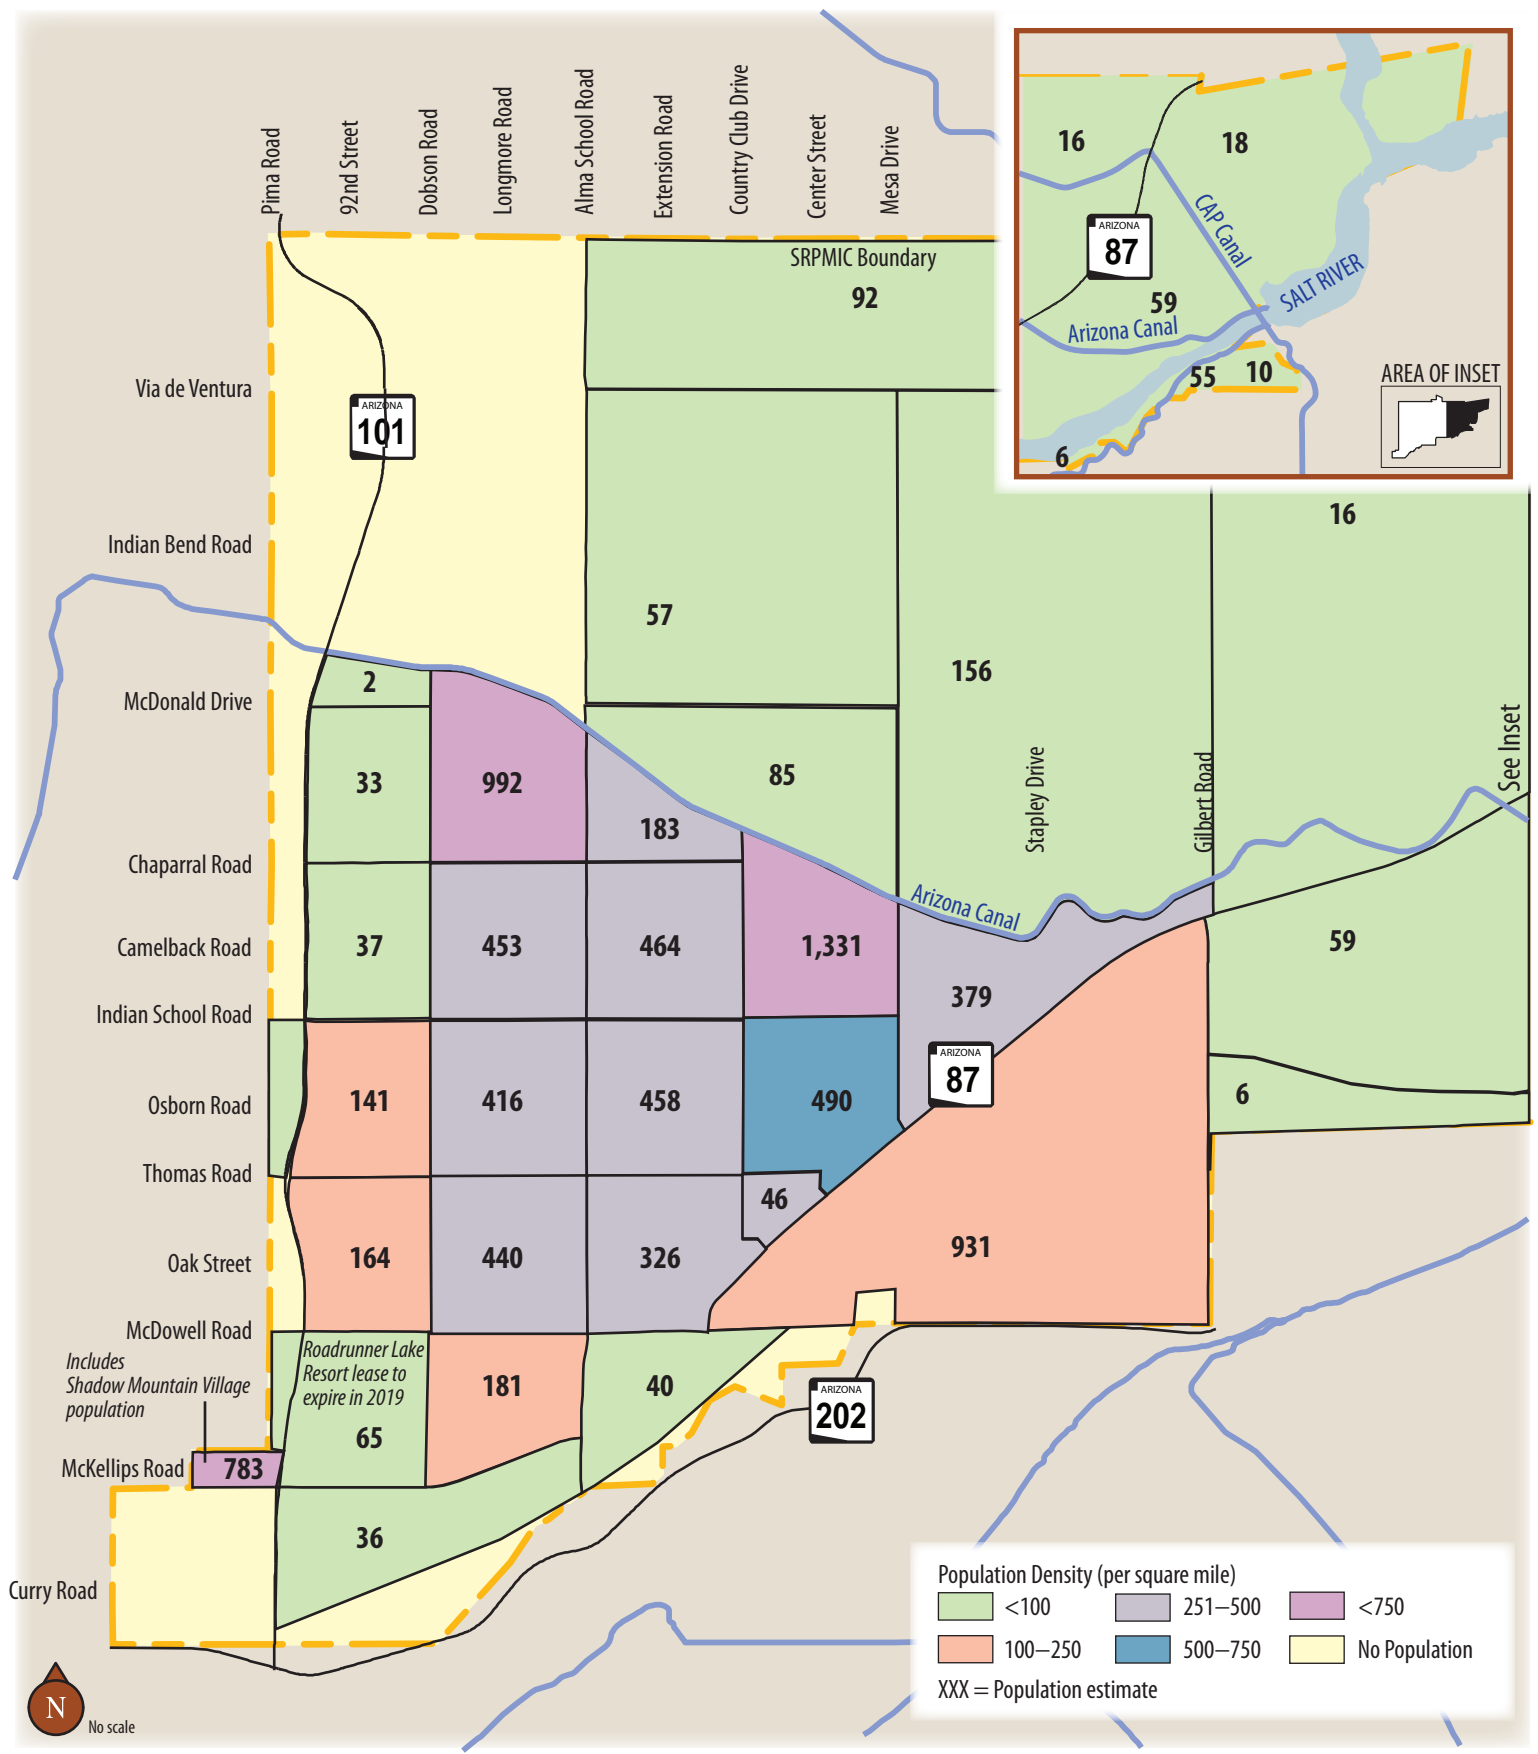 Pima Road
92nd Street
Dobson Road
Longmore Road
Alma School Road
Extension Road
Country Club Drive
Center Street
Mesa Drive
16
18
CAP Canal
ARIZONA
87
59
SALT RIVER
Arizona Canal
55
10
6
AREA OF INSET
SRPMIC Boundary
92
Via de Ventura
ARIZONA
101
16
Indian Bend Road
57
156
2
McDonald Drive
See Inset
33
992
85
183
Stapley Drive
Gilbert Road
Chaparral Road
Arizona Canal
Camelback Road
37
453
464
1,331
59
379
Indian School Road
ARIZONA
87
Osborn Road
141
416
458
490
6
Thomas Road
46
Oak Street
164
440
326
931
McDowell Road
Includes
Shadow Mountain Village
population
Roadrunner Lake
Resort lease to
expire in 2019
181
40
ARIZONA
202
65
McKellips Road
783
36
Curry Road
Population Density (per square mile)
<100
251–500
<750
100–250
500–750
No Population
XXX = Population estimate
N
No scale